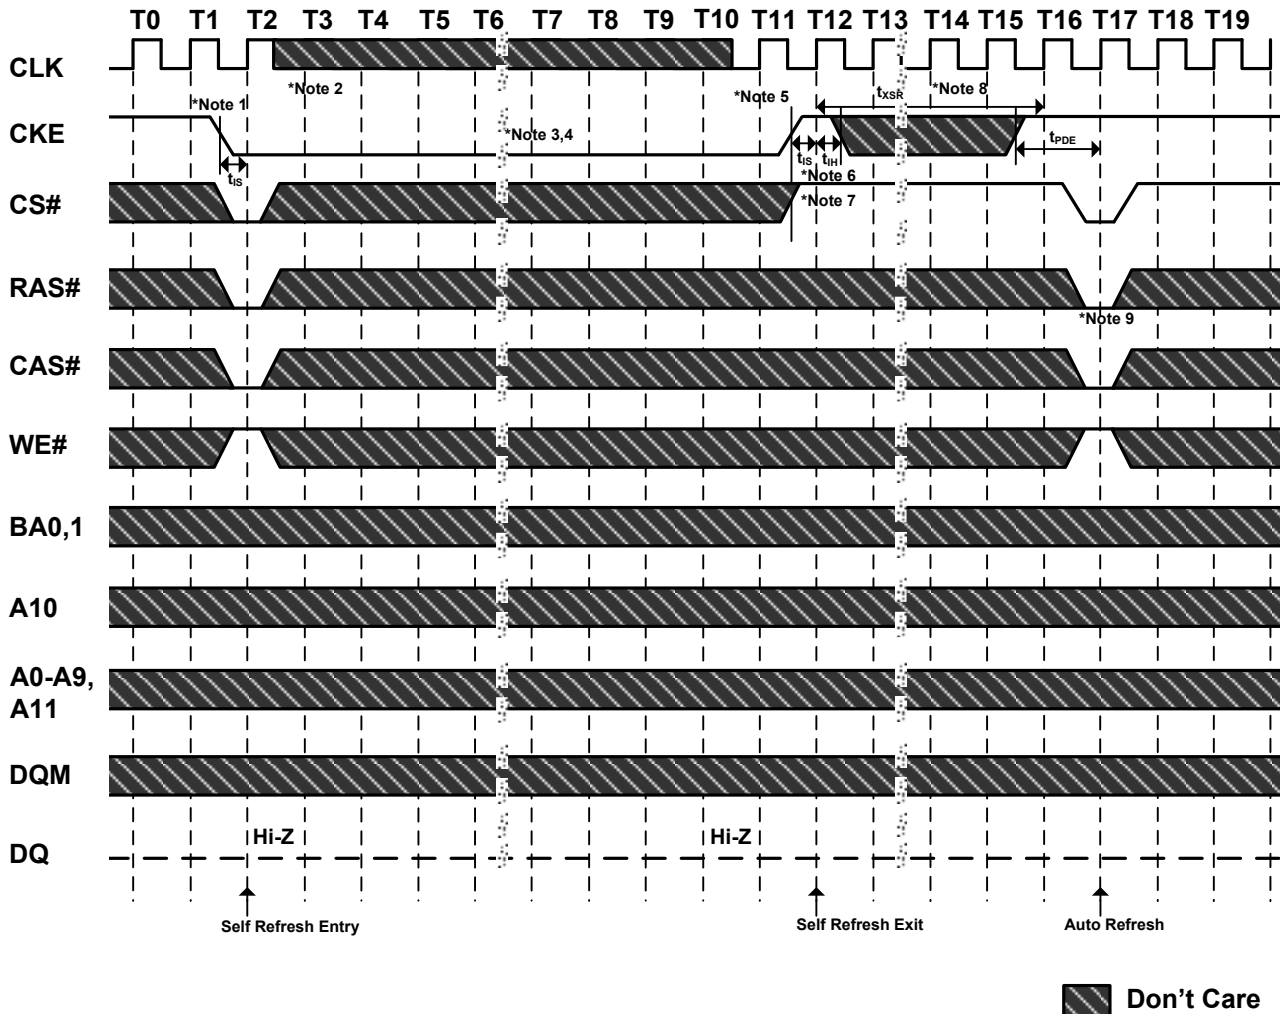 T0 T1 T2 T3 T4 T5 T6 T7 T8 T9 T10 T11 T12 T13 T14 T15 T16 T17 T18 T19
CLK
*Note 2
*Note 5
tXSR
*Note 8
*Note 1
CKE
*Note 3,4
tIS
tIS
tIH
tPDE
*Note 6
CS#
*Note 7
RAS#
*Note 9
CAS#
WE#
BA0,1
A10
A0-A9,
A11
DQM
Hi-Z
Hi-Z
DQ
Self Refresh Entry
Self Refresh Exit
Auto Refresh
Don't Care